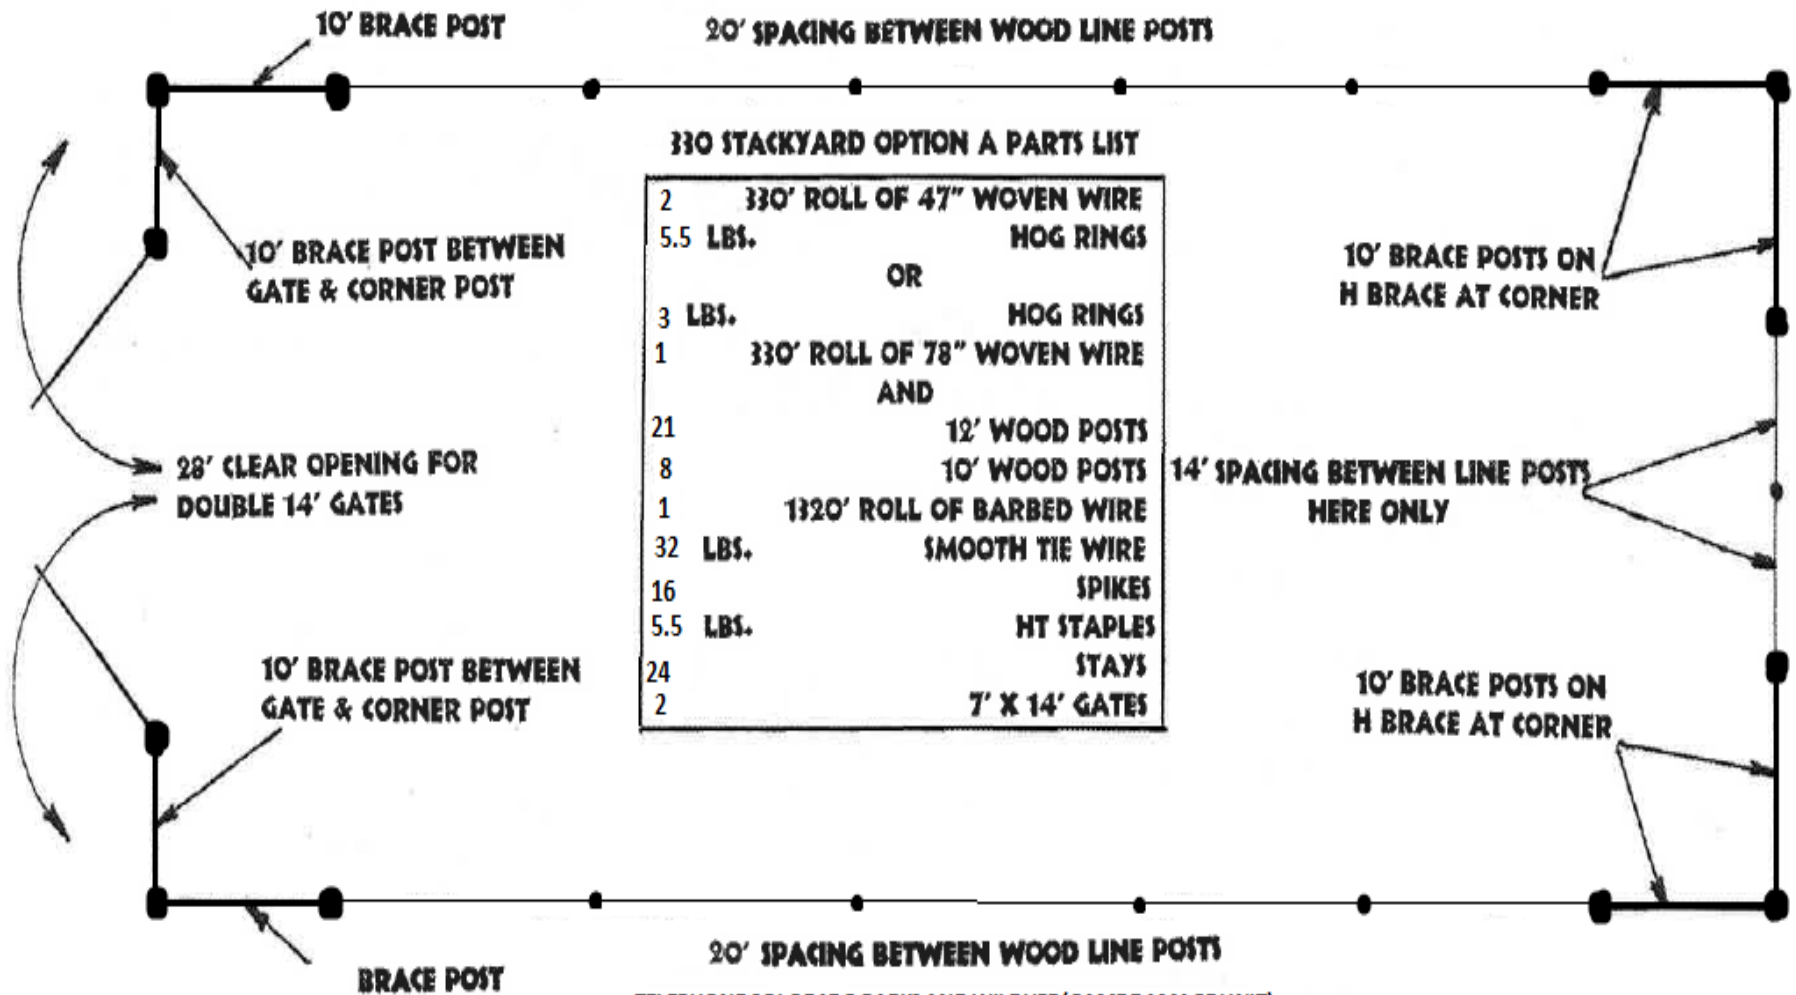 10' BRACE POST
20' SPACING BETWEEN WOOD LINE POSTS
330 STACKYARD OPTION A PARTS LIST
2 330' ROLL OF 47" WOVEN WIRE
5.5 LBS. HOG RINGS
OR
3 LBS. HOG RINGS
1 330' ROLL OF 78" WOVEN WIRE
AND
21 12' WOOD POSTS
8 10' WOOD POSTS
1 1320' ROLL OF BARBED WIRE
32 LBS. SMOOTH TIE WIRE
16 SPIKES
5.5 LBS. HT STAPLES
24 STAYS
2 7' X 14' GATES
10' BRACE POST BETWEEN
GATE & CORNER POST
28' CLEAR OPENING FOR
DOUBLE 14' GATES
10' BRACE POST BETWEEN
GATE & CORNER POST
10' BRACE POSTS ON
H BRACE AT CORNER
14' SPACING BETWEEN LINE POSTS
HERE ONLY
10' BRACE POSTS ON
H BRACE AT CORNER
BRACE POST
20' SPACING BETWEEN WOOD LINE POSTS